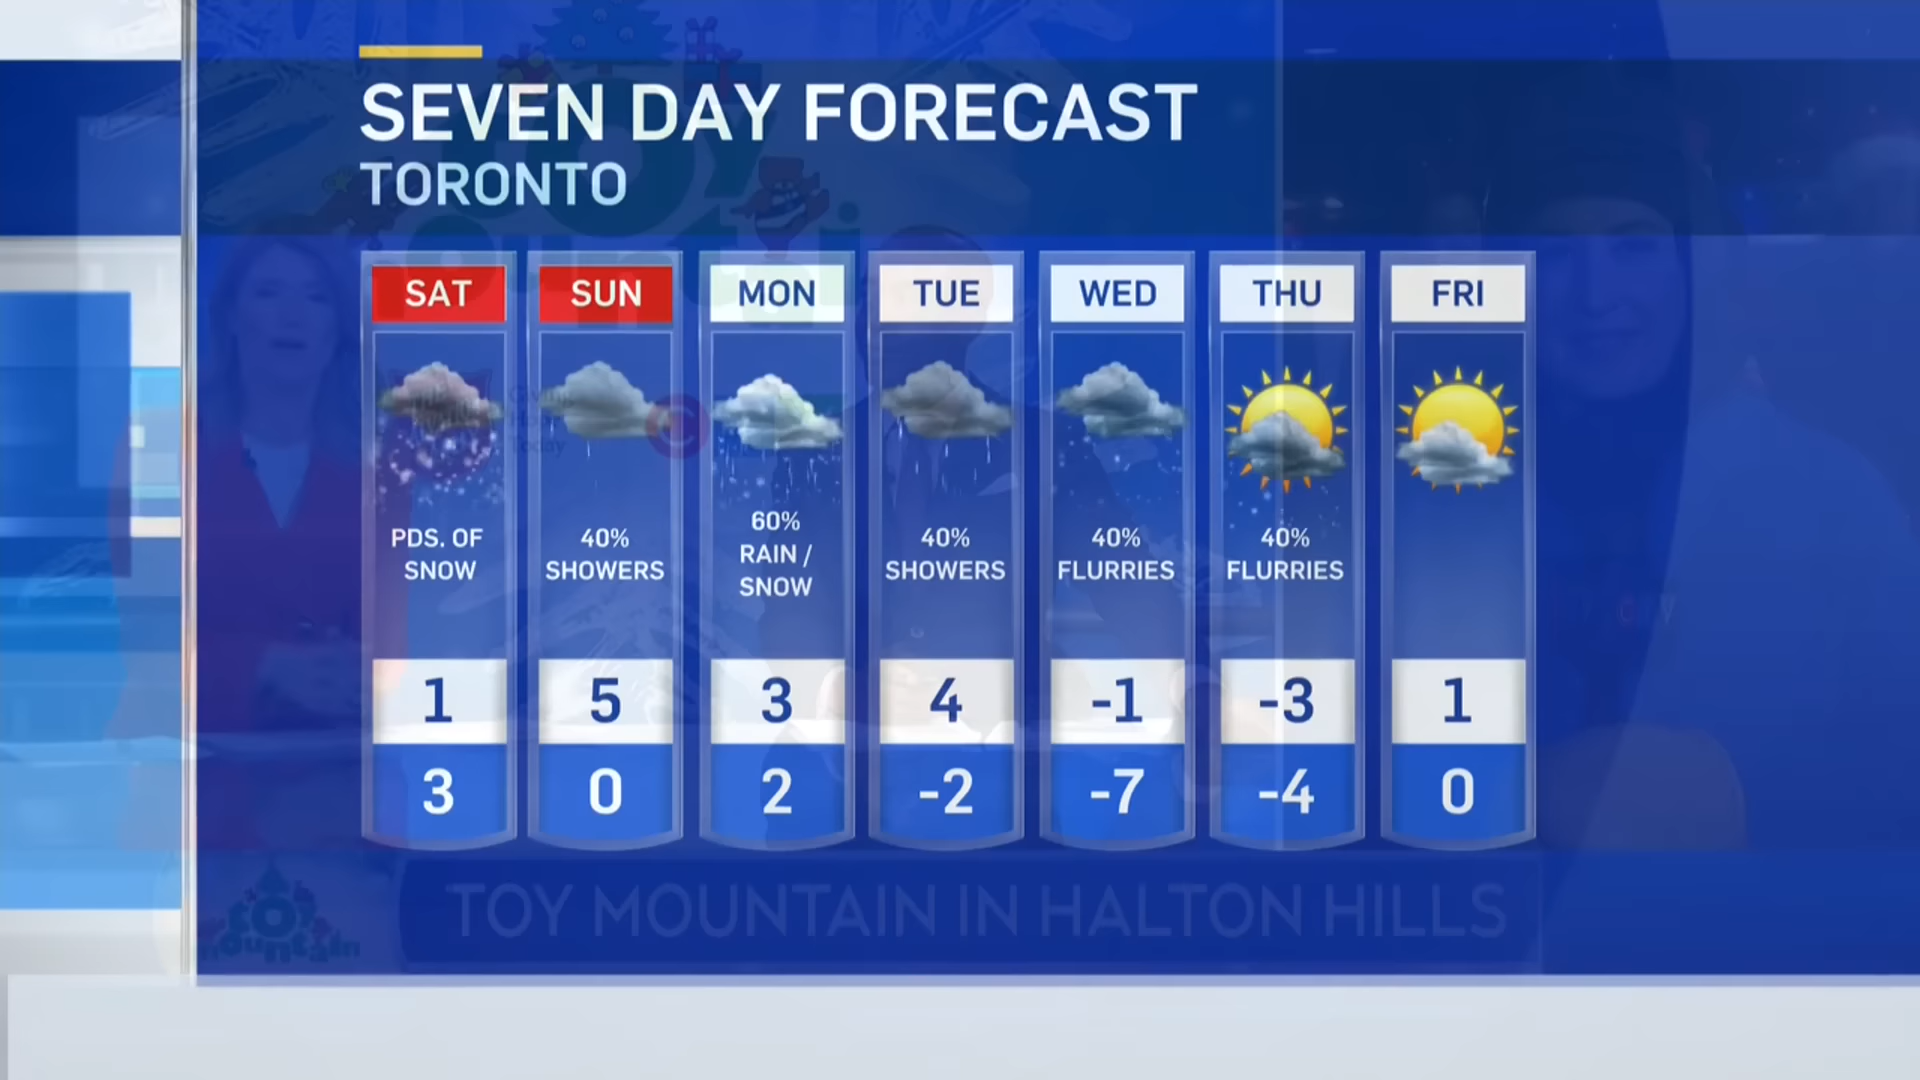 SEVEN DAY FORECAST
TORONTO
SAT SUN MON TUE WED THU FRI
PDS. OF
SNOW
40%
SHOWERS
60%
RAIN /
SNOW
40%
SHOWERS
40%
FLURRIES
40%
FLURRIES
1 5 3 4 -1 -3 1
3 0 2 -2 -7 -4 0
TOY MOUNTAIN IN HALTON HILLS
toy
mountain